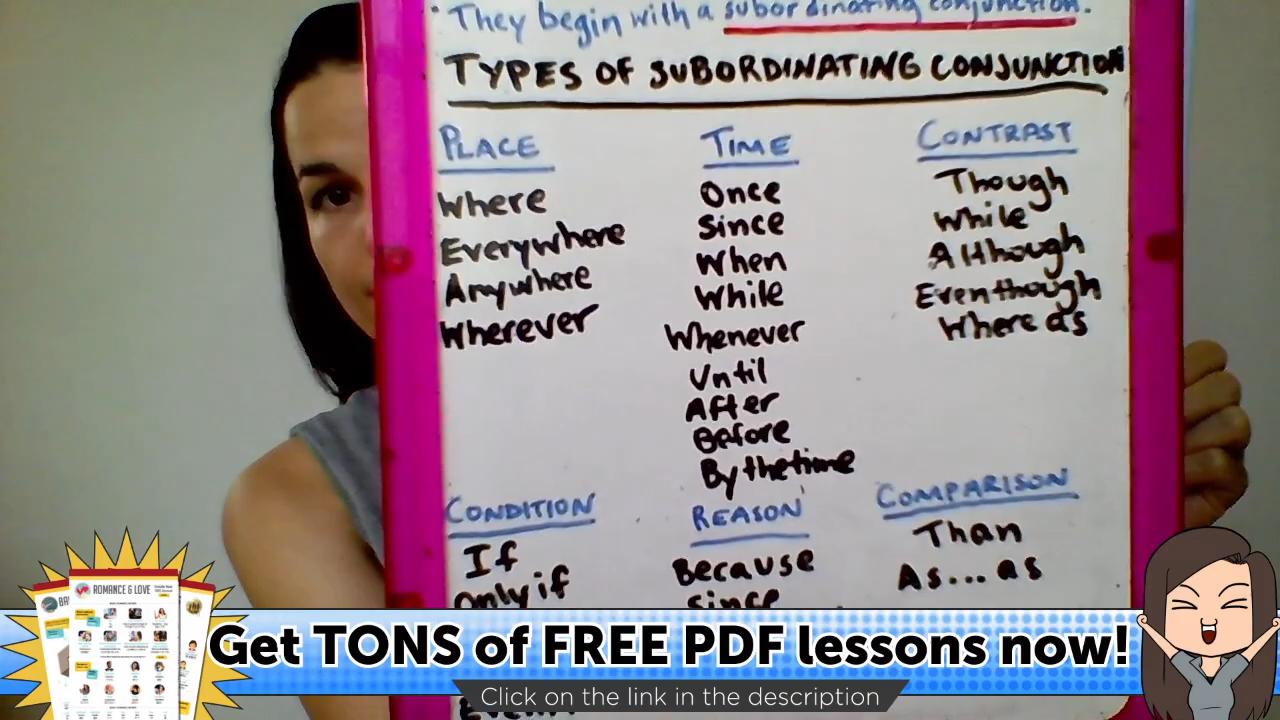 • They begin with a subordinating conjunction.
TYPES OF SUBORDINATING CONJUNCTION
PLACE
Where
Everywhere
Anywhere
Wherever
TIME
Once
Since
When
While
Whenever
Until
After
Before
By the time
CONTRAST
Though
While
Although
Even though
Where as
CONDITION
If
Only if
REASON
Because
Since
COMPARISON
Than
As...as
ROMANCE & LOVE
Get TONS of FREE PDF lessons now!
Click on the link in the description